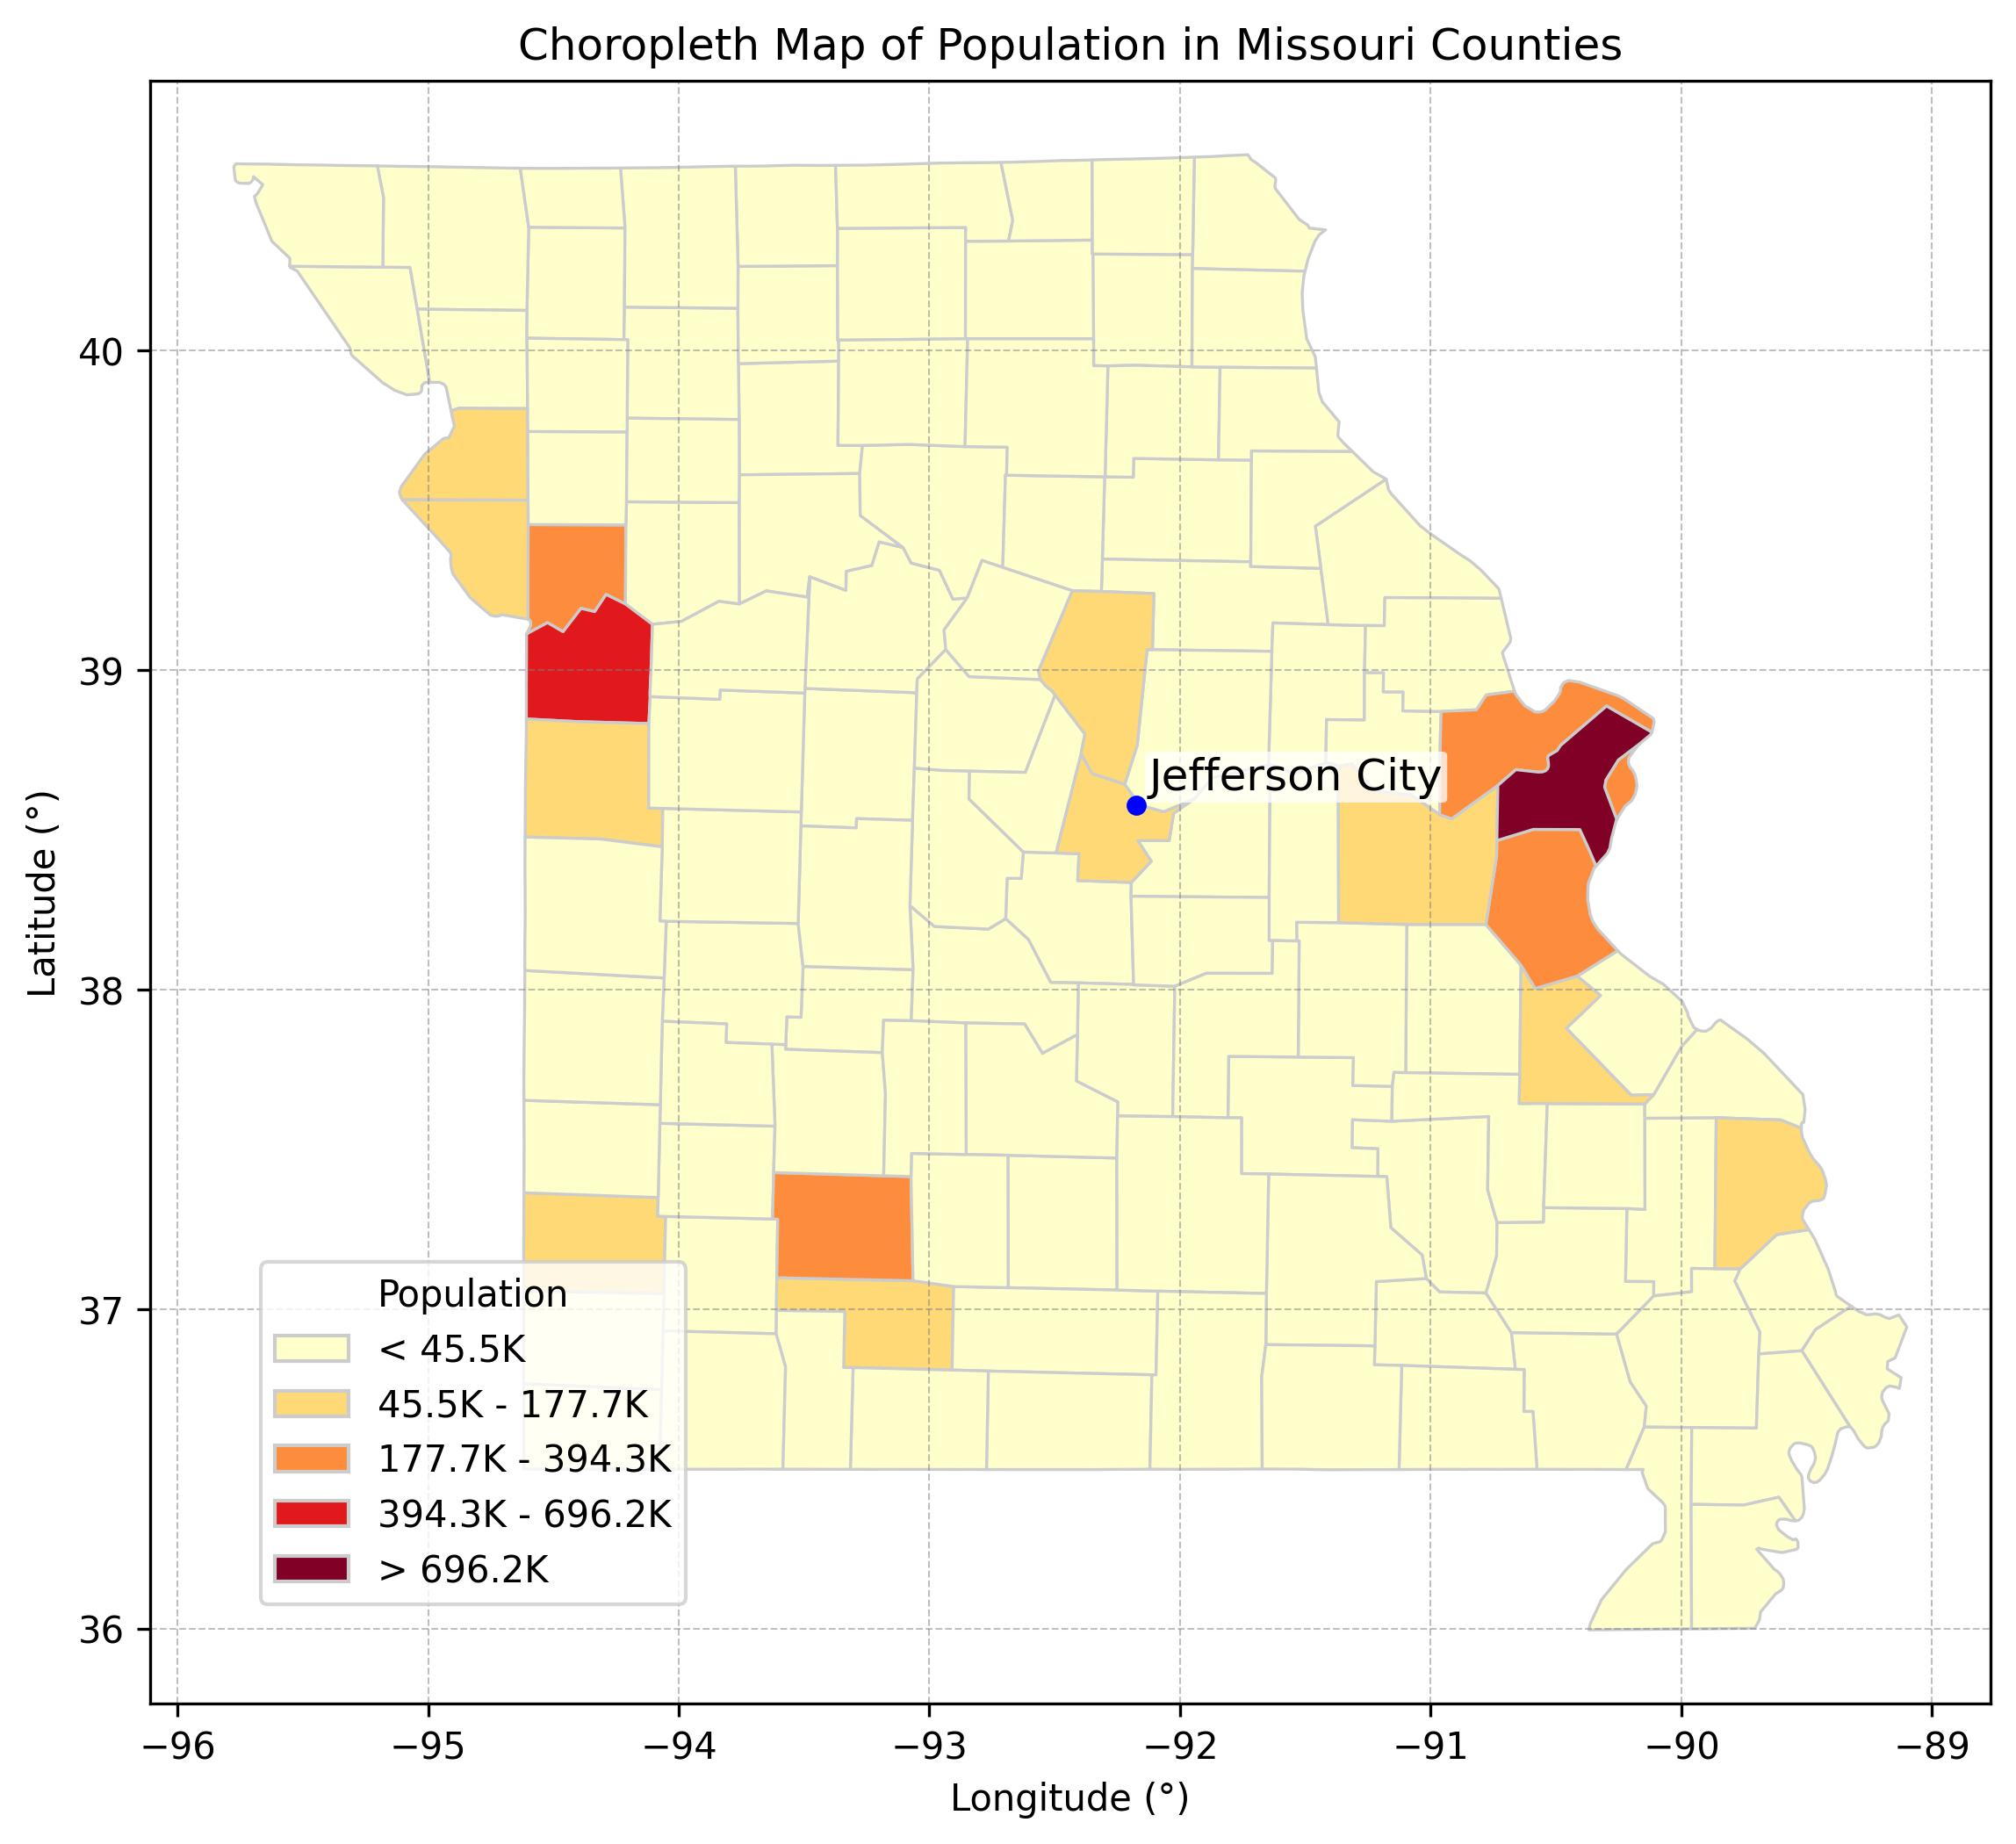 Choropleth Map of Population in Missouri Counties
Latitude (°)
40
39
38
37
36
Jefferson City
Population
< 45.5K
45.5K - 177.7K
177.7K - 394.3K
394.3K - 696.2K
> 696.2K
−96 −95 −94 −93 −92 −91 −90 −89
Longitude (°)